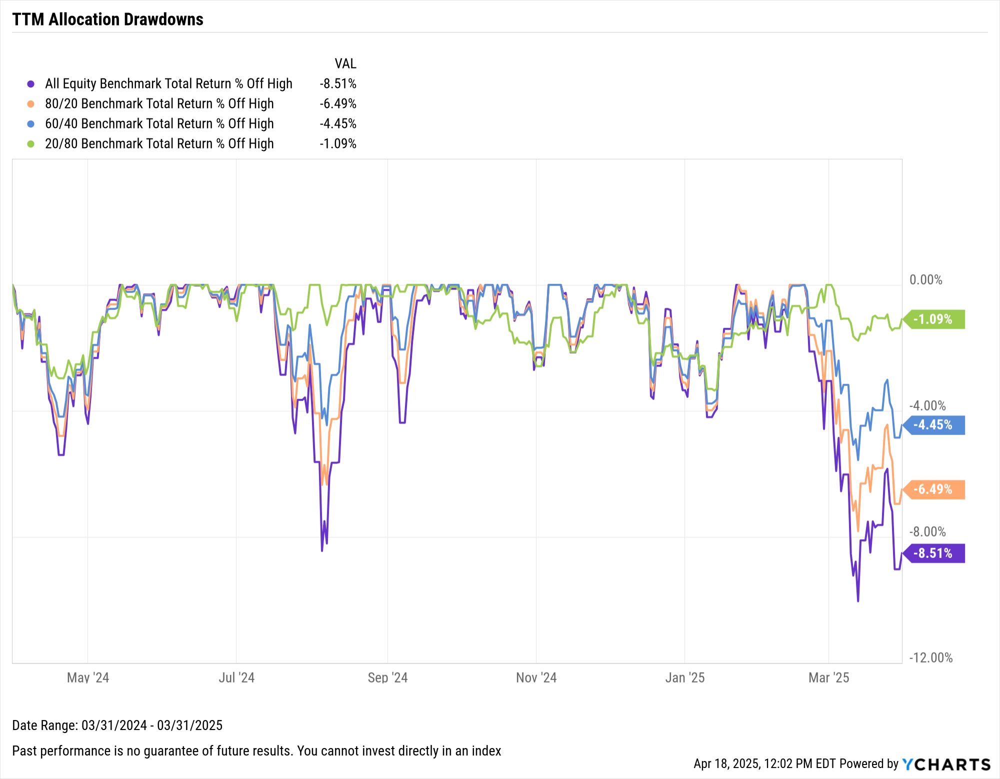 TTM Allocation Drawdowns
VAL
All Equity Benchmark Total Return % Off High -8.51%
80/20 Benchmark Total Return % Off High -6.49%
60/40 Benchmark Total Return % Off High -4.45%
20/80 Benchmark Total Return % Off High -1.09%
0.00%
-1.09%
-4.00%
-4.45%
-6.49%
-8.00%
-8.51%
-12.00%
May '24 Jul '24 Sep '24 Nov '24 Jan '25 Mar '25
Date Range: 03/31/2024 - 03/31/2025
Past performance is no guarantee of future results. You cannot invest directly in an index
Apr 18, 2025, 12:02 PM EDT Powered by YCHARTS